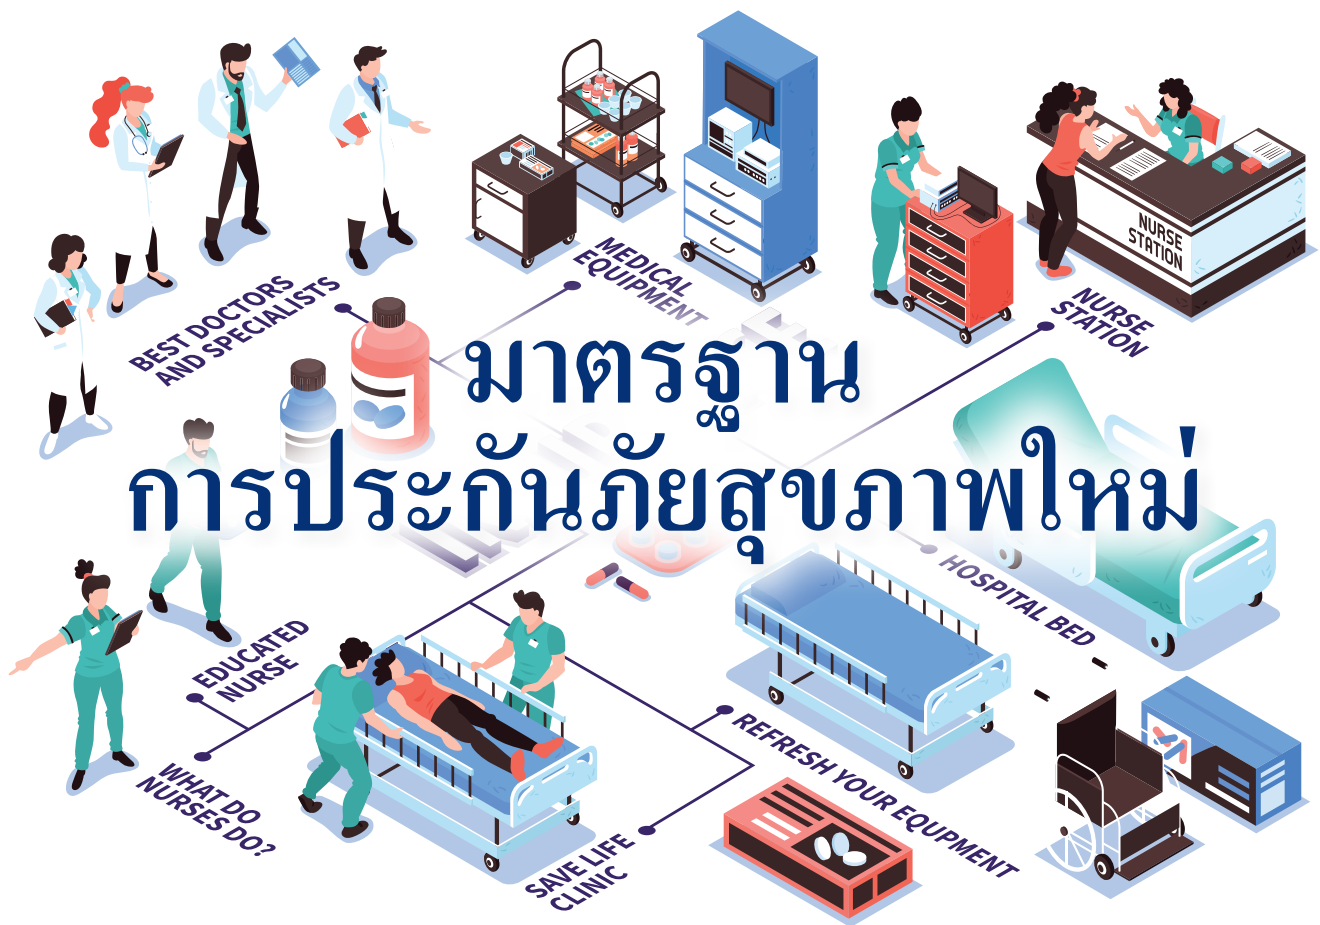 BEST DOCTORS
AND SPECIALISTS
MEDICAL
EQUIPMENT
NURSE
STATION
NURSE
STATION
มาตรฐาน
การประกันภัยสุขภาพใหม่
HOSPITAL BED
EDUCATED
NURSE
WHAT DO
NURSES DO?
REFRESH YOUR EQUPMENT
SAVE LIFE
CLINIC